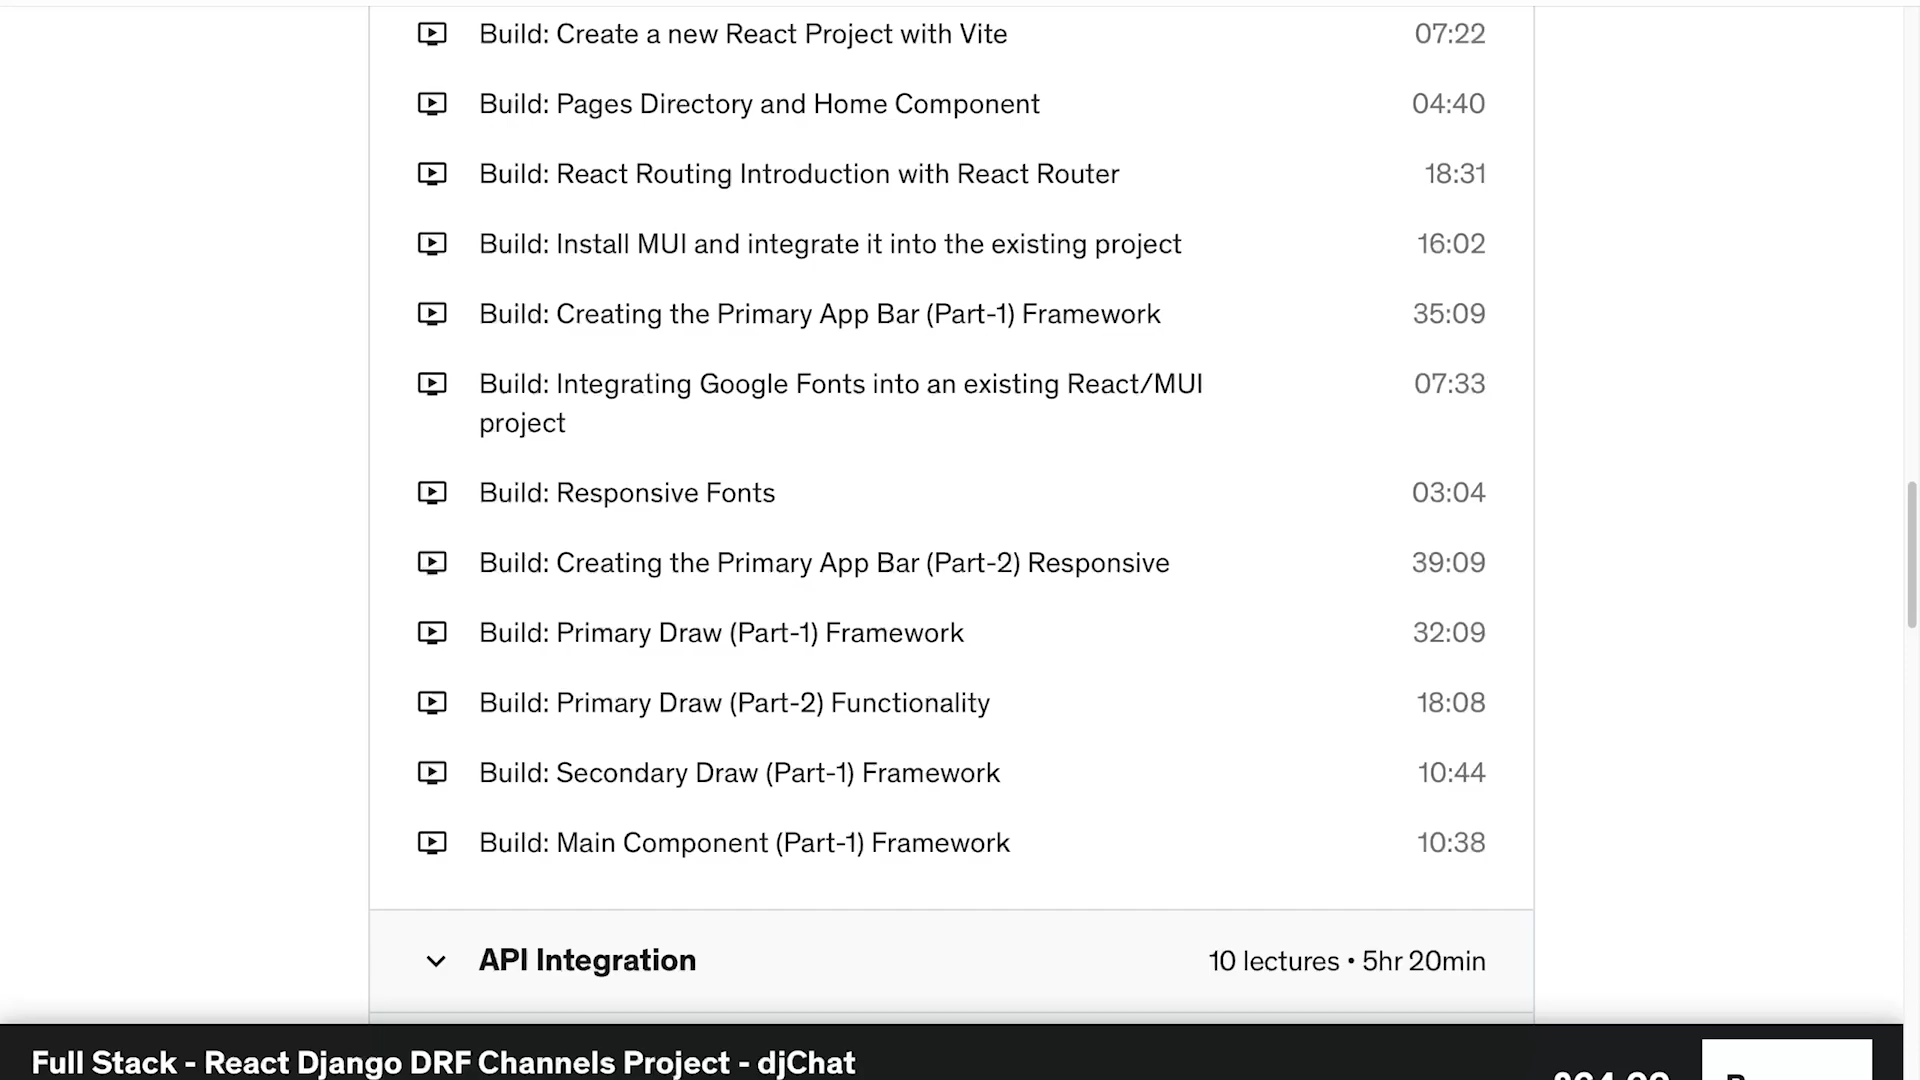 Build: Create a new React Project with Vite 07:22
Build: Pages Directory and Home Component 04:40
Build: React Routing Introduction with React Router 18:31
Build: Install MUI and integrate it into the existing project 16:02
Build: Creating the Primary App Bar (Part-1) Framework 35:09
Build: Integrating Google Fonts into an existing React/MUI 07:33
project
Build: Responsive Fonts 03:04
Build: Creating the Primary App Bar (Part-2) Responsive 39:09
Build: Primary Draw (Part-1) Framework 32:09
Build: Primary Draw (Part-2) Functionality 18:08
Build: Secondary Draw (Part-1) Framework 10:44
Build: Main Component (Part-1) Framework 10:38
API Integration 10 lectures • 5hr 20min
Full Stack - React Django DRF Channels Project - djChat